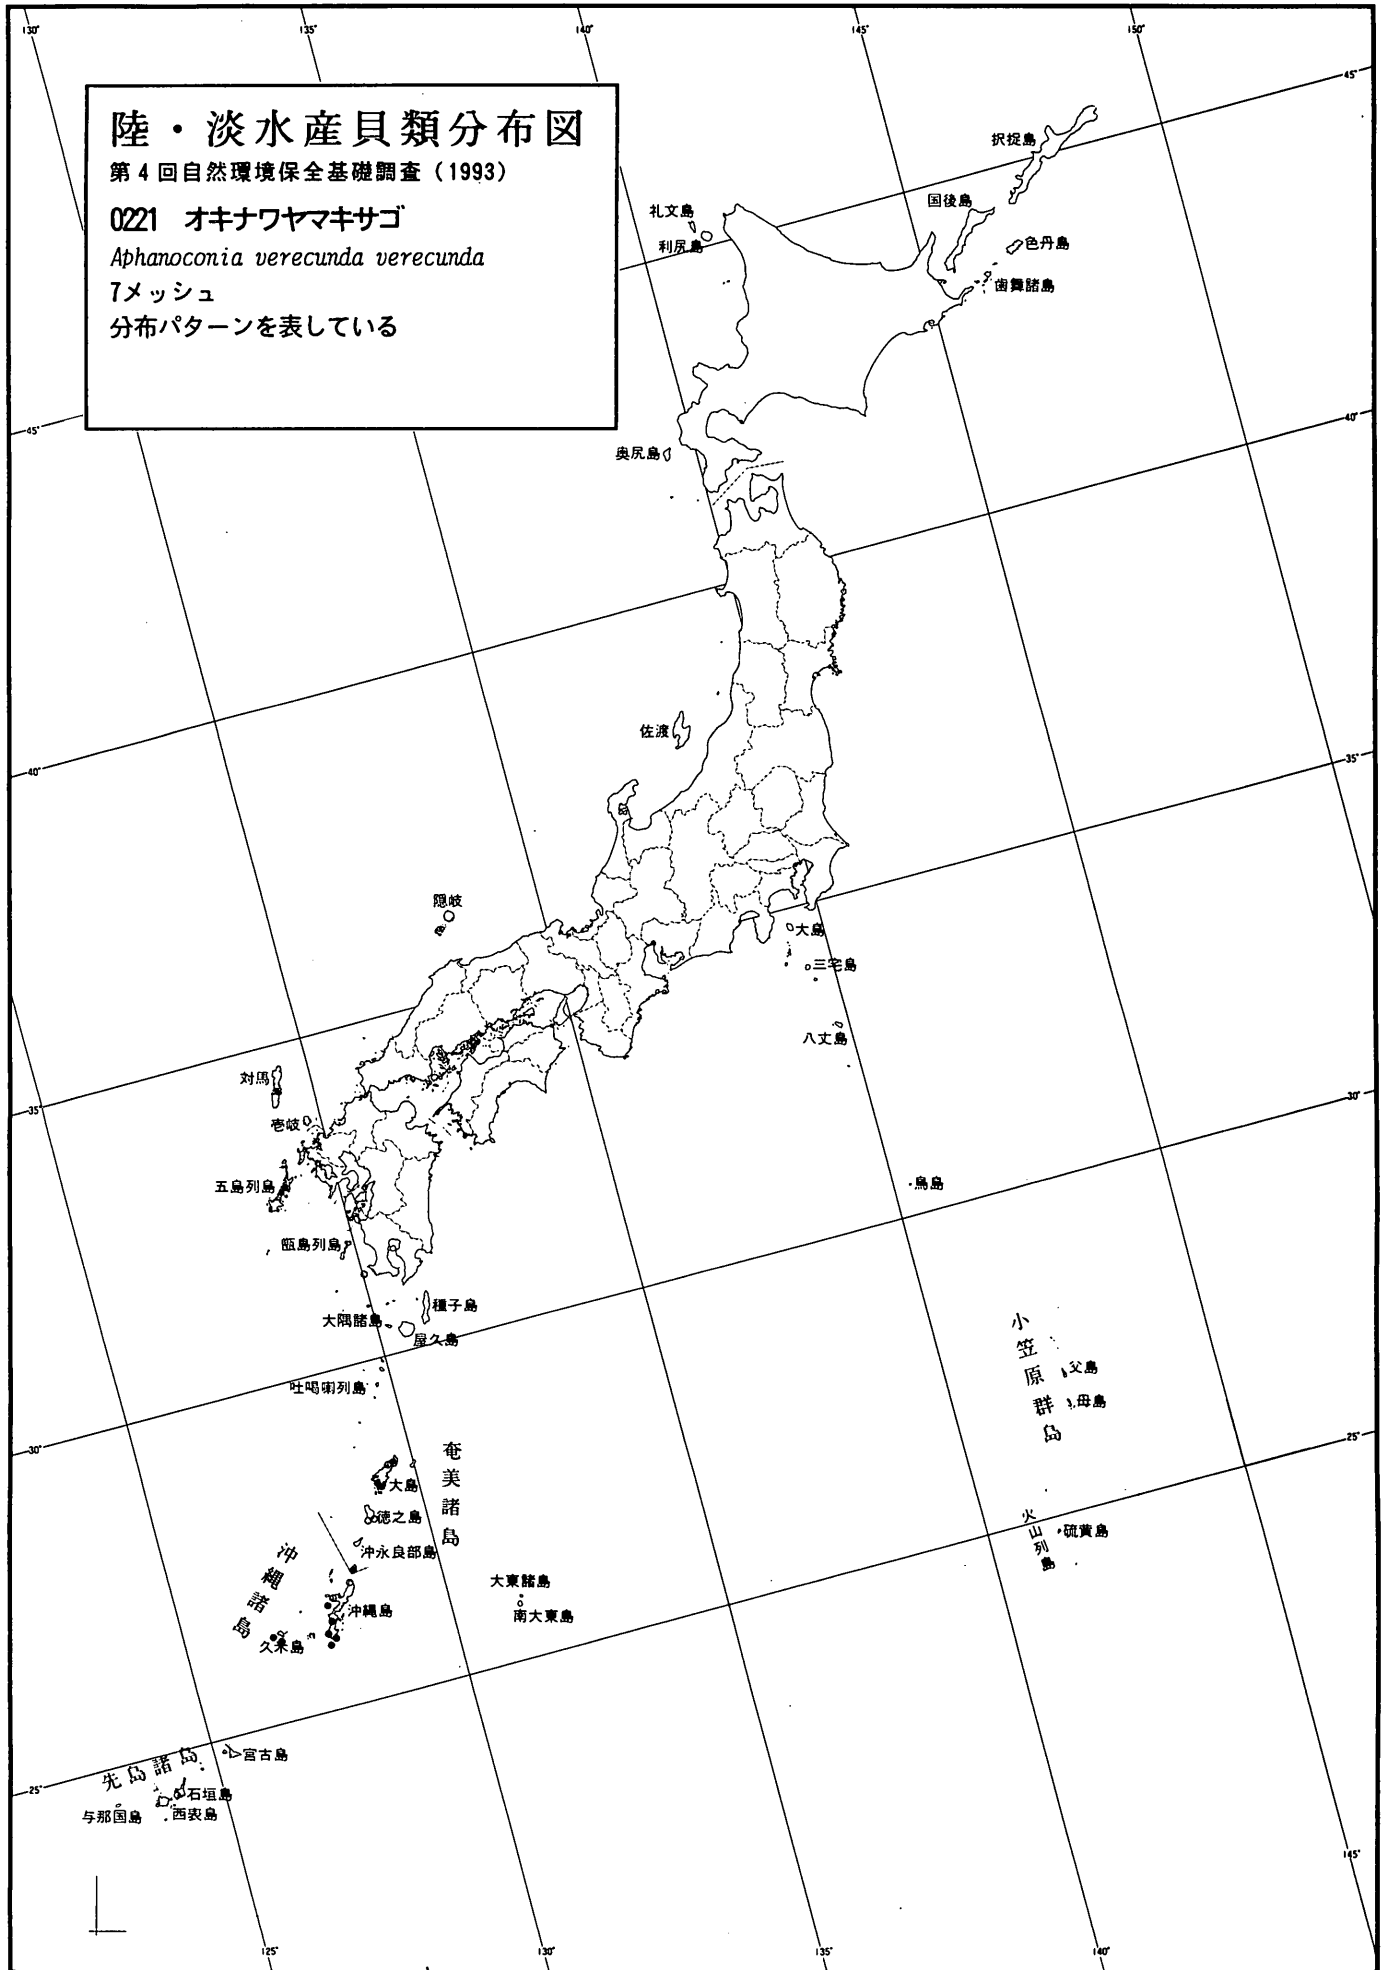 130°
135°
140°
145°
150°
陸・淡水産貝類分布図
第4回自然環境保全基礎調査(1993)
0221 オキナワヤマキサゴ
Aphanoconia verecunda verecunda
7メッシュ
分布パターンを表している
45°
択捉島
国後島
色丹島
歯舞諸島
礼文島
利尻島
40°
45°
奥尻島
佐渡
35°
40°
隠岐
大島
三宅島
八丈島
対馬
壱岐
35°
30°
五島列島
鳥島
甑島列島
種子島
大隅諸島
屋久島
吐噶喇列島
小笠原群島
父島
母島
30°
25°
奄美諸島
大島
徳之島
沖永良部島
火山列島
硫黄島
沖縄諸島
沖縄島
久米島
大東諸島
南大東島
先島諸島
宮古島
石垣島
西表島
与那国島
25°
145°
125°
130°
135°
140°